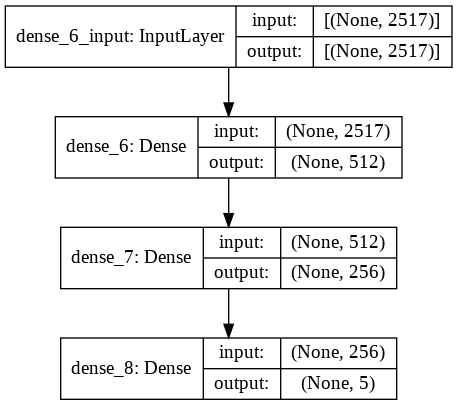 dense_6_input: InputLayer
input: [(None, 2517)]
output: [(None, 2517)]
dense_6: Dense
input: (None, 2517)
output: (None, 512)
dense_7: Dense
input: (None, 512)
output: (None, 256)
dense_8: Dense
input: (None, 256)
output: (None, 5)